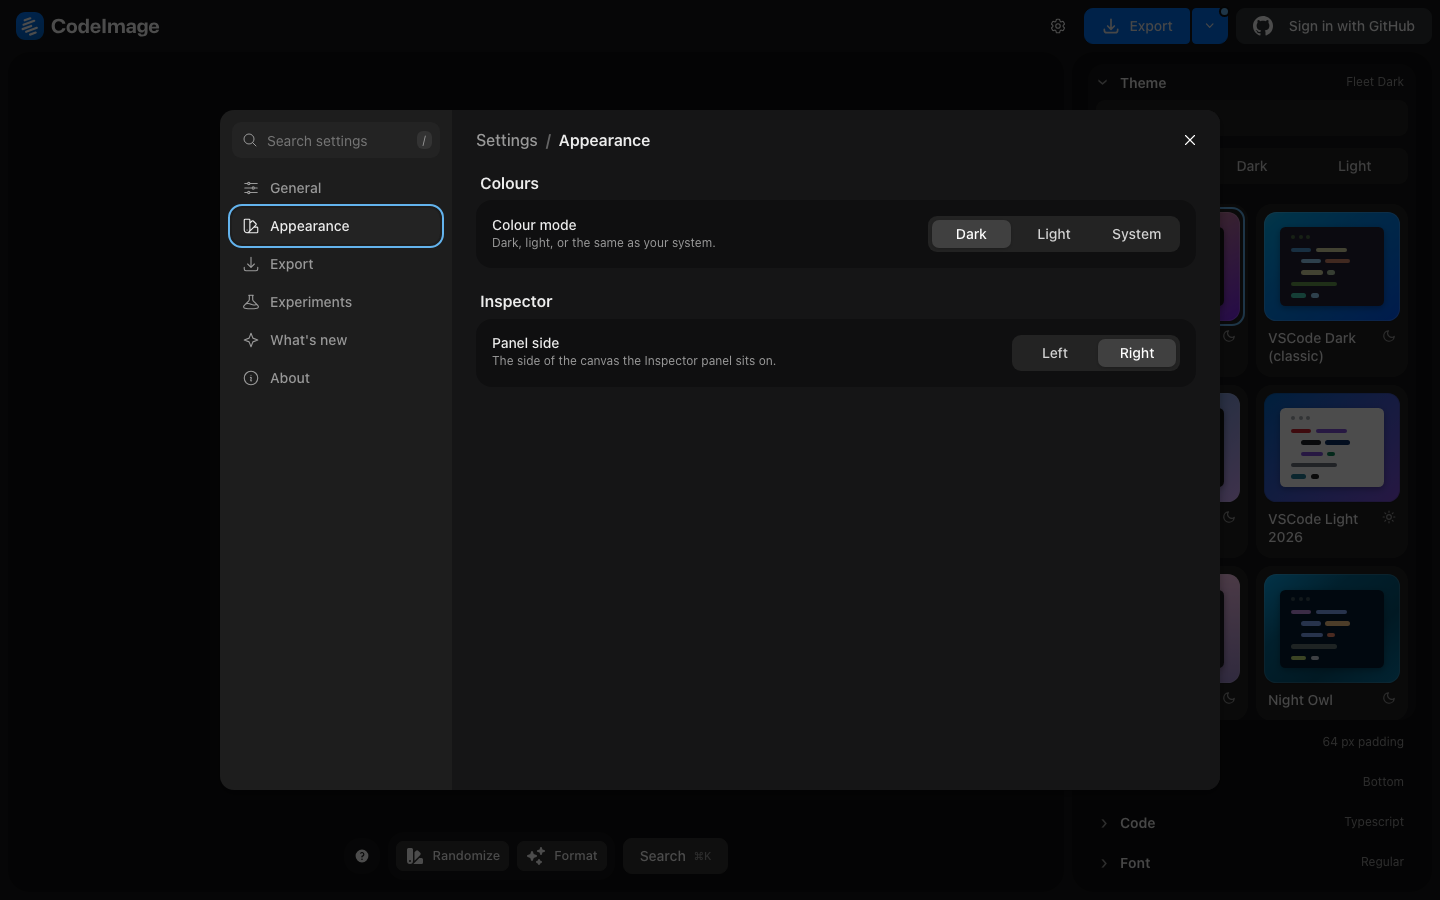 CodeImage
Export
Sign in with GitHub
Theme
Fleet Dark
Dark
Light
Search settings
/
General
Appearance
Export
Experiments
What's new
About
Settings / Appearance
Colours
Colour mode
Dark, light, or the same as your system.
Dark
Light
System
Inspector
Panel side
The side of the canvas the Inspector panel sits on.
Left
Right
VSCode Dark
(classic)
VSCode Light
2026
Night Owl
64 px padding
Bottom
Code
Typescript
Font
Regular
?
Randomize
Format
Search ⌘K